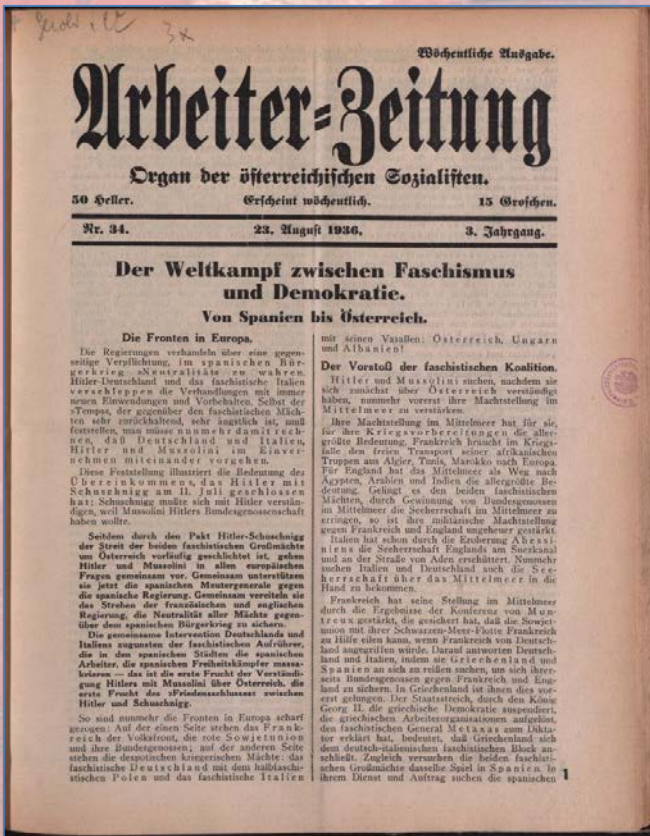 3x
Wöchentliche Ausgabe.
Arbeiter=Zeitung
Organ der österreichischen Sozialisten.
50 Heller. Erscheint wöchentlich. 15 Groschen.
Nr. 34. 23. August 1936. 3. Jahrgang.
Der Weltkampf zwischen Faschismus
und Demokratie.
Von Spanien bis Österreich.
Die Fronten in Europa.
Die Regierungen verhandeln über eine gegen-
seitige Verpflichtung, im spanischen Bür-
gerkrieg »Neutralität« zu wahren.
Hitler-Deutschland und das faschistische Italien
verschleppen die Verhandlungen mit immer
neuen Einwendungen und Vorbehalten. Selbst der
»Temps«, der gegenüber den faschistischen Mäch-
ten sehr zurückhaltend, sehr ängstlich ist, muß
feststellen, man müsse nunmehr damit rech-
nen, daß Deutschland und Italien,
Hitler und Mussolini im Einver-
nehmen miteinander vorgehen.
Diese Feststellung illustriert die Bedeutung des
Übereinkommens, das Hitler mit
Schuschnigg am 11. Juli geschlossen
hat; Schuschnigg mußte sich mit Hitler verstän-
digen, weil Mussolini Hitlers Bundesgenossenschaft
haben wollte.
Seitdem durch den Pakt Hitler-Schuschnigg
der Streit der beiden faschistischen Großmächte
um Österreich vorläufig geschlichtet ist, gehen
Hitler und Mussolini in allen europäischen
Fragen gemeinsam vor. Gemeinsam unterstützen
sie jetzt die spanischen Meutergenerale gegen
die spanische Regierung. Gemeinsam vereiteln sie
das Streben der französischen und englischen
Regierung, die Neutralität aller Mächte gegen-
über dem spanischen Bürgerkrieg zu sichern.
Die gemeinsame Intervention Deutschlands und
Italiens zugunsten der faschistischen Aufrührer,
die in den spanischen Städten die spanischen
Arbeiter, die spanischen Freiheitskämpfer massa-
krieren — das ist die erste Frucht der Verständi-
gung Hitlers mit Mussolini über Österreich, die
erste Frucht des »Friedensschlusses« zwischen
Hitler und Schuschnigg.
So sind nunmehr die Fronten in Europa scharf
gezogen: Auf der einen Seite stehen das Frank-
reich der Volksfront, die rote Sowjetunion
und ihre Bundesgenossen; auf der anderen Seite
stehen die despotischen kriegerischen Mächte: das
faschistische Deutschland mit dem halbfaschi-
stischen Polen und das faschistische Italien
mit seinen Vasallen: Österreich, Ungarn
und Albanien!
Der Vorstoß der faschistischen Koalition.
Hitler und Mussolini suchen, nachdem sie
sich zunächst über Österreich verständigt
haben, nunmehr vorerst ihre Machtstellung im
Mittelmeer zu verstärken.
Ihre Machtstellung im Mittelmeer hat für sie,
für ihre Kriegsvorbereitungen die aller-
größte Bedeutung. Frankreich braucht im Kriegs-
falle den freien Transport seiner afrikanischen
Truppen aus Algier, Tunis, Marokko nach Europa.
Für England hat das Mittelmeer als Weg nach
Ägypten, Arabien und Indien die allergrößte Be-
deutung. Gelingt es den beiden faschistischen
Mächten, durch Gewinnung von Bundesgenossen
im Mittelmeer die Seeherrschaft im Mittelmeer zu
erringen, so ist ihre militärische Machtstellung
gegen Frankreich und England ungeheuer gestärkt.
Italien hat schon durch die Eroberung Abessi-
niens die Seeherrschaft Englands am Suezkanal
und an der Straße von Aden erschüttert. Nunmehr
suchen Italien und Deutschland auch die See-
herrschaft über das Mittelmeer in die
Hand zu bekommen.
Frankreich hat seine Stellung im Mittelmeer
durch die Ergebnisse der Konferenz von Mon-
treux gestärkt, die gesichert hat, daß die Sowjet-
union mit ihrer Schwarzen-Meer-Flotte Frankreich
zu Hilfe eilen kann, wenn Frankreich von Deutsch-
land angegriffen würde. Darauf antworten Deutsch-
land und Italien, indem sie Griechenland und
Spanien an sich zu reißen suchen, um sich ihrer-
seits Bundesgenossen gegen Frankreich und Eng-
land zu sichern. In Griechenland ist ihnen dies vor-
erst gelungen. Der Staatsstreich, durch den König
Georg II. die griechische Demokratie suspendiert,
die griechischen Arbeiterorganisationen aufgelöst,
den faschistischen General Metaxas zum Dikta-
tor erklärt hat, bedeutet, daß Griechenland sich
dem deutsch-italienischen faschistischen Block an-
schließt. Zugleich versuchen die beiden faschisti-
schen Großmächte dasselbe Spiel in Spanien. In
ihrem Dienst und Auftrag suchen die spanischen
1